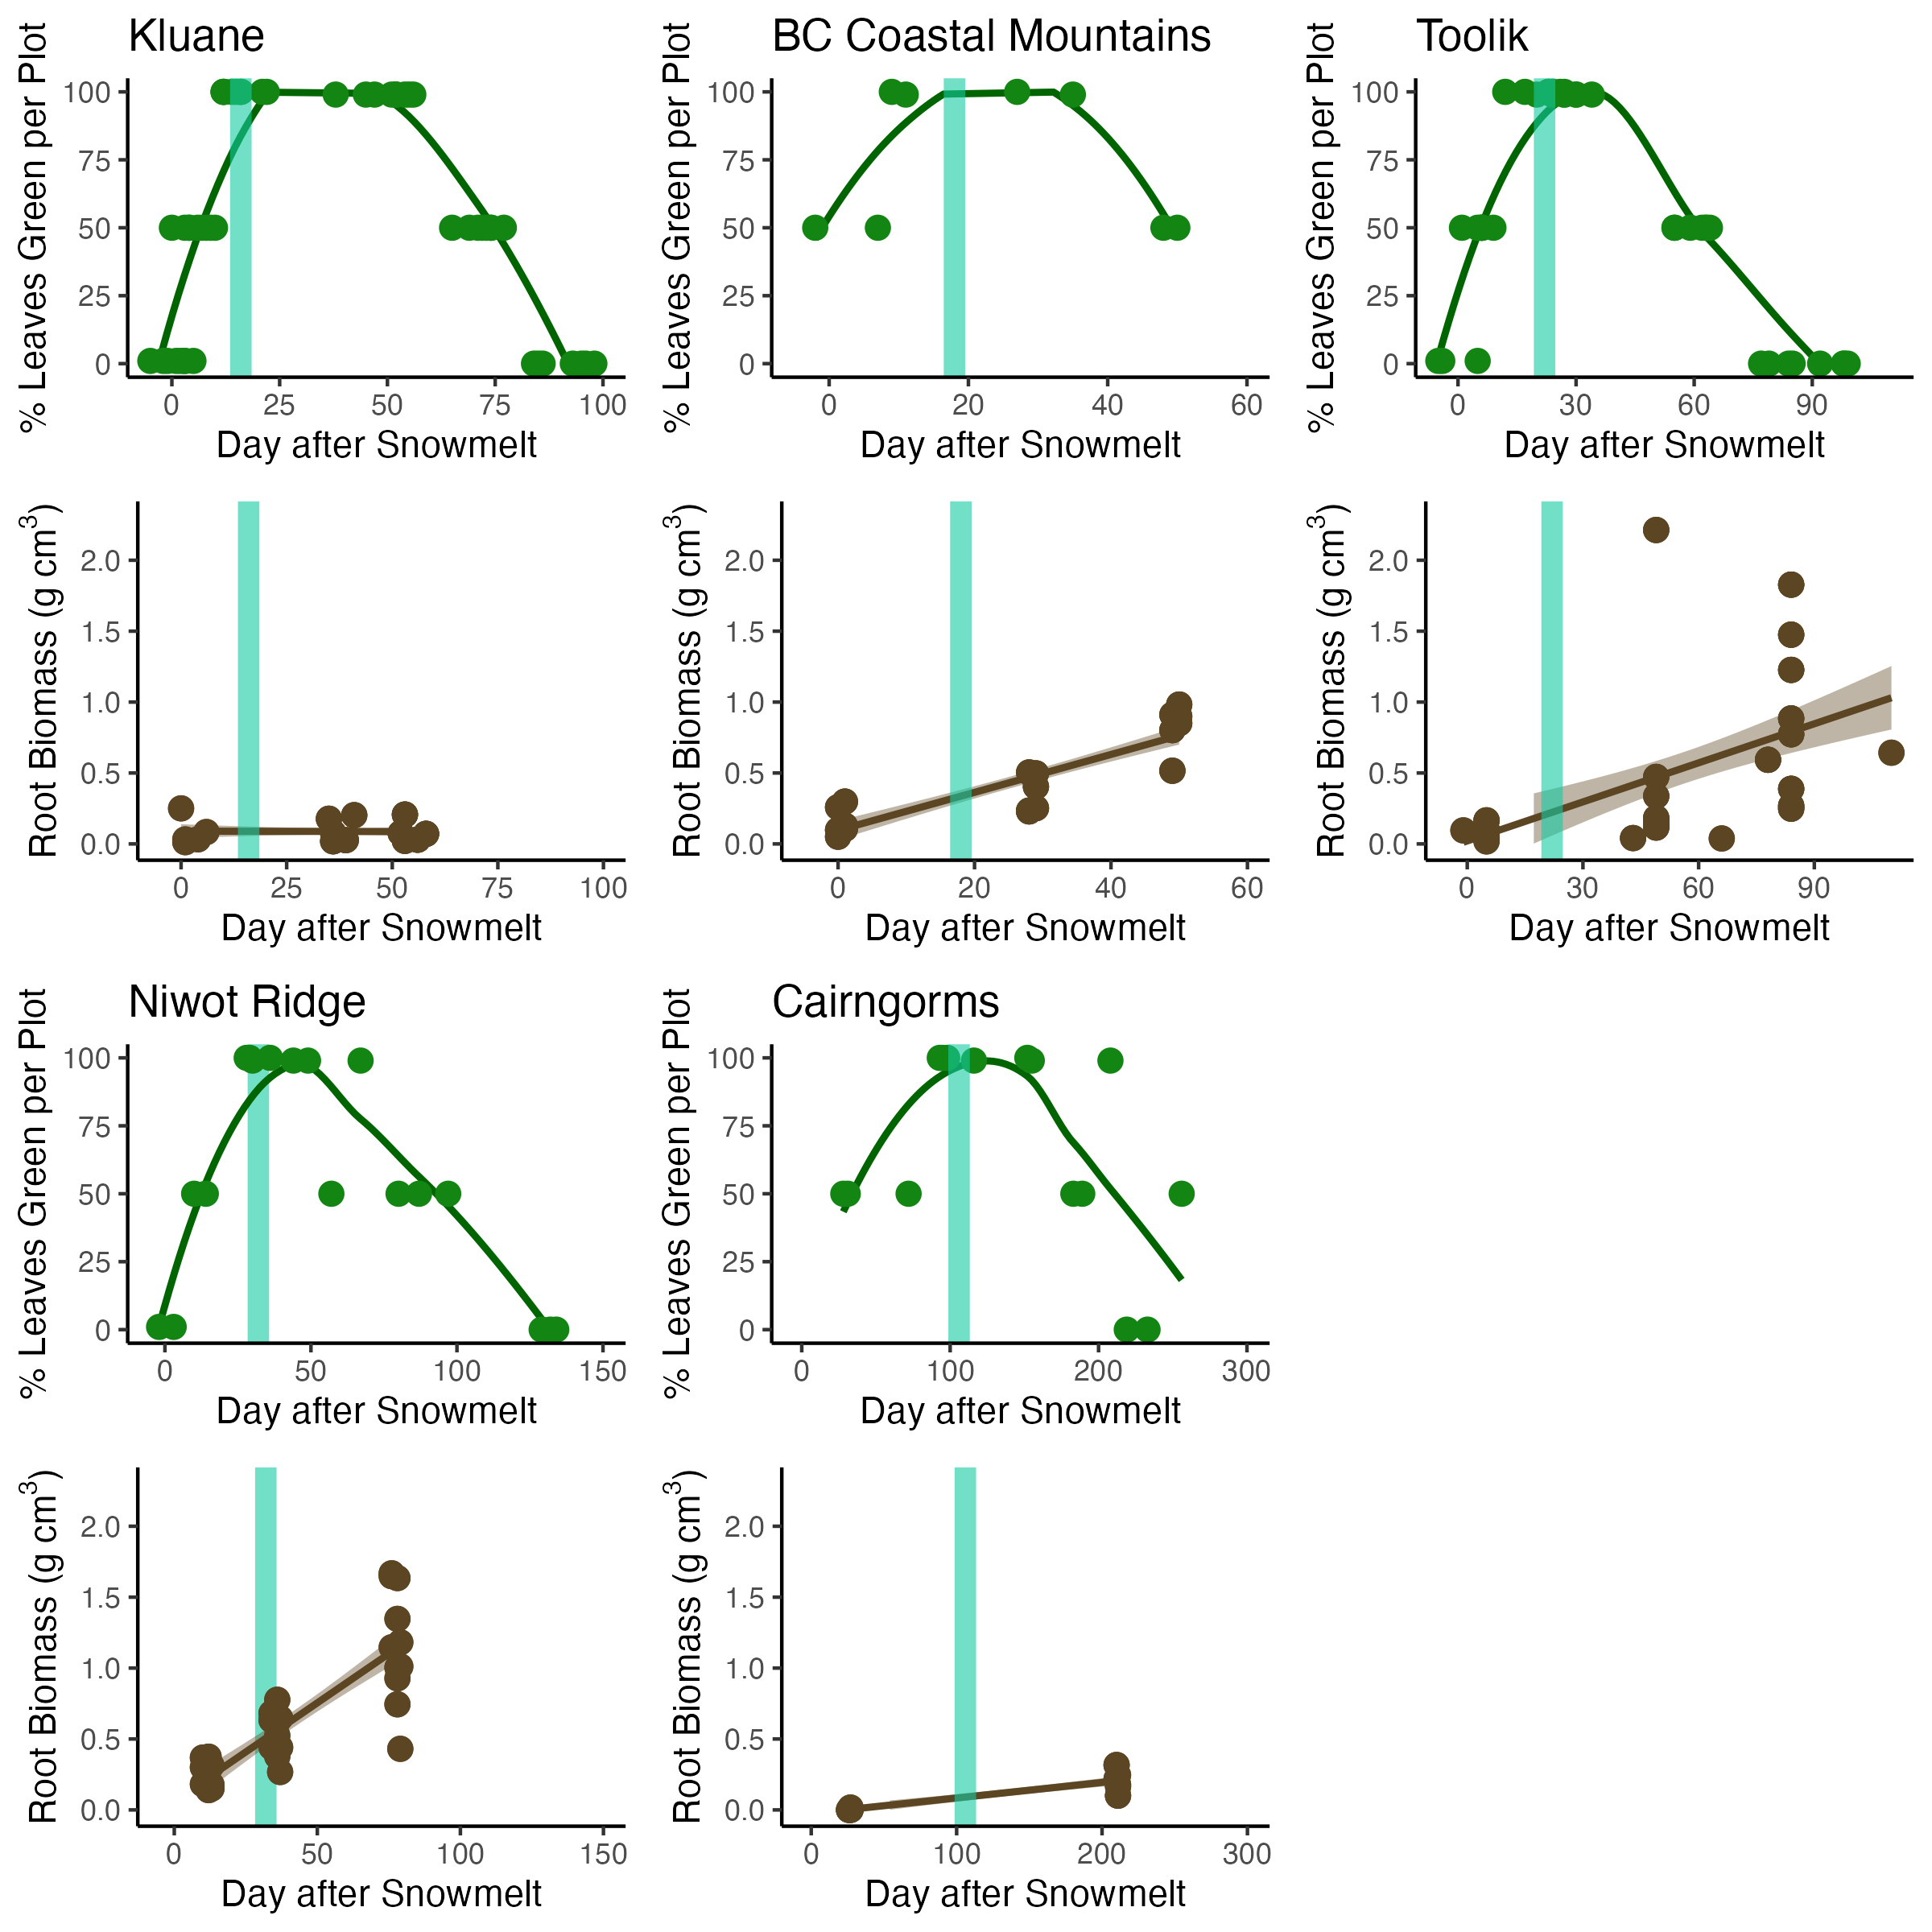 Kluane
% Leaves Green per Plot
100
75
50
25
0
0 25 50 75 100
Day after Snowmelt
BC Coastal Mountains
% Leaves Green per Plot
100
75
50
25
0
0 20 40 60
Day after Snowmelt
Toolik
% Leaves Green per Plot
100
75
50
25
0
0 30 60 90
Day after Snowmelt
Root Biomass (g cm³)
2.0
1.5
1.0
0.5
0.0
0 25 50 75 100
Day after Snowmelt
Root Biomass (g cm³)
2.0
1.5
1.0
0.5
0.0
0 20 40 60
Day after Snowmelt
Root Biomass (g cm³)
2.0
1.5
1.0
0.5
0.0
0 30 60 90
Day after Snowmelt
Niwot Ridge
% Leaves Green per Plot
100
75
50
25
0
0 50 100 150
Day after Snowmelt
Cairngorms
% Leaves Green per Plot
100
75
50
25
0
0 100 200 300
Day after Snowmelt
Root Biomass (g cm³)
2.0
1.5
1.0
0.5
0.0
0 50 100 150
Day after Snowmelt
Root Biomass (g cm³)
2.0
1.5
1.0
0.5
0.0
0 100 200 300
Day after Snowmelt